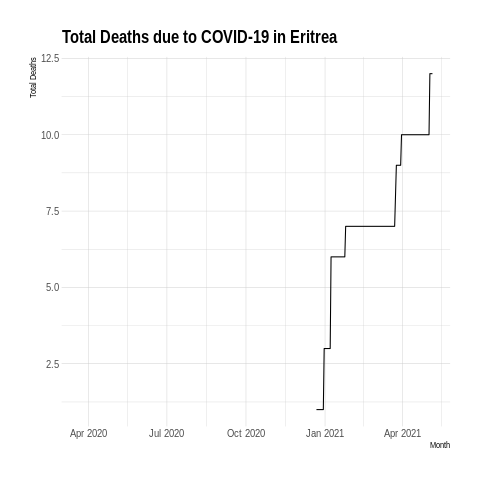 Total Deaths due to COVID-19 in Eritrea
Total Deaths
12.5
10.0
7.5
5.0
2.5
Apr 2020 Jul 2020 Oct 2020 Jan 2021 Apr 2021
Month